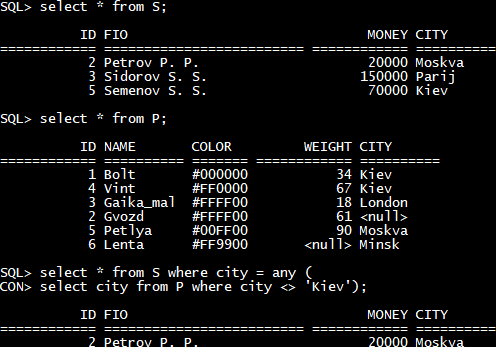 SQL> select * from S;
ID FIO MONEY CITY
============ =============================== ============ ==========
2 Petrov P. P. 20000 Moskva
3 Sidorov S. S. 150000 Parij
5 Semenov S. S. 70000 Kiev
SQL> select * from P;
ID NAME COLOR WEIGHT CITY
============ ========== ======= ============ ==========
1 Bolt #000000 34 Kiev
4 Vint #FF0000 67 Kiev
3 Gaika_mal #FFFF00 18 London
2 Gvozd #FFFF00 61 <null>
5 Petlya #00FF00 90 Moskva
6 Lenta #FF9900 <null> Minsk
SQL> select * from S where city = any (
CON> select city from P where city <> 'Kiev');
ID FIO MONEY CITY
============ =============================== ============ ==========
2 Petrov P. P. 20000 Moskva